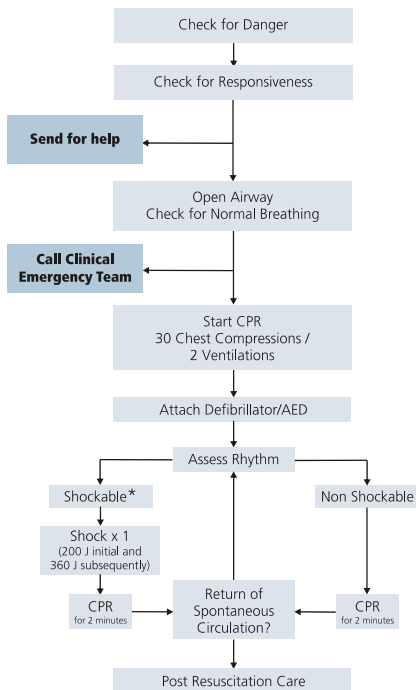 Check for Danger
Check for Responsiveness
Send for help
Open Airway
Check for Normal Breathing
Call Clinical
Emergency Team
Start CPR
30 Chest Compressions /
2 Ventilations
Attach Defibrillator/AED
Assess Rhythm
Shockable*
Non Shockable
Shock x 1
(200 J initial and
360 J subsequently)
CPR
for 2 minutes
Return of
Spontaneous
Circulation?
CPR
for 2 minutes
Post Resuscitation Care